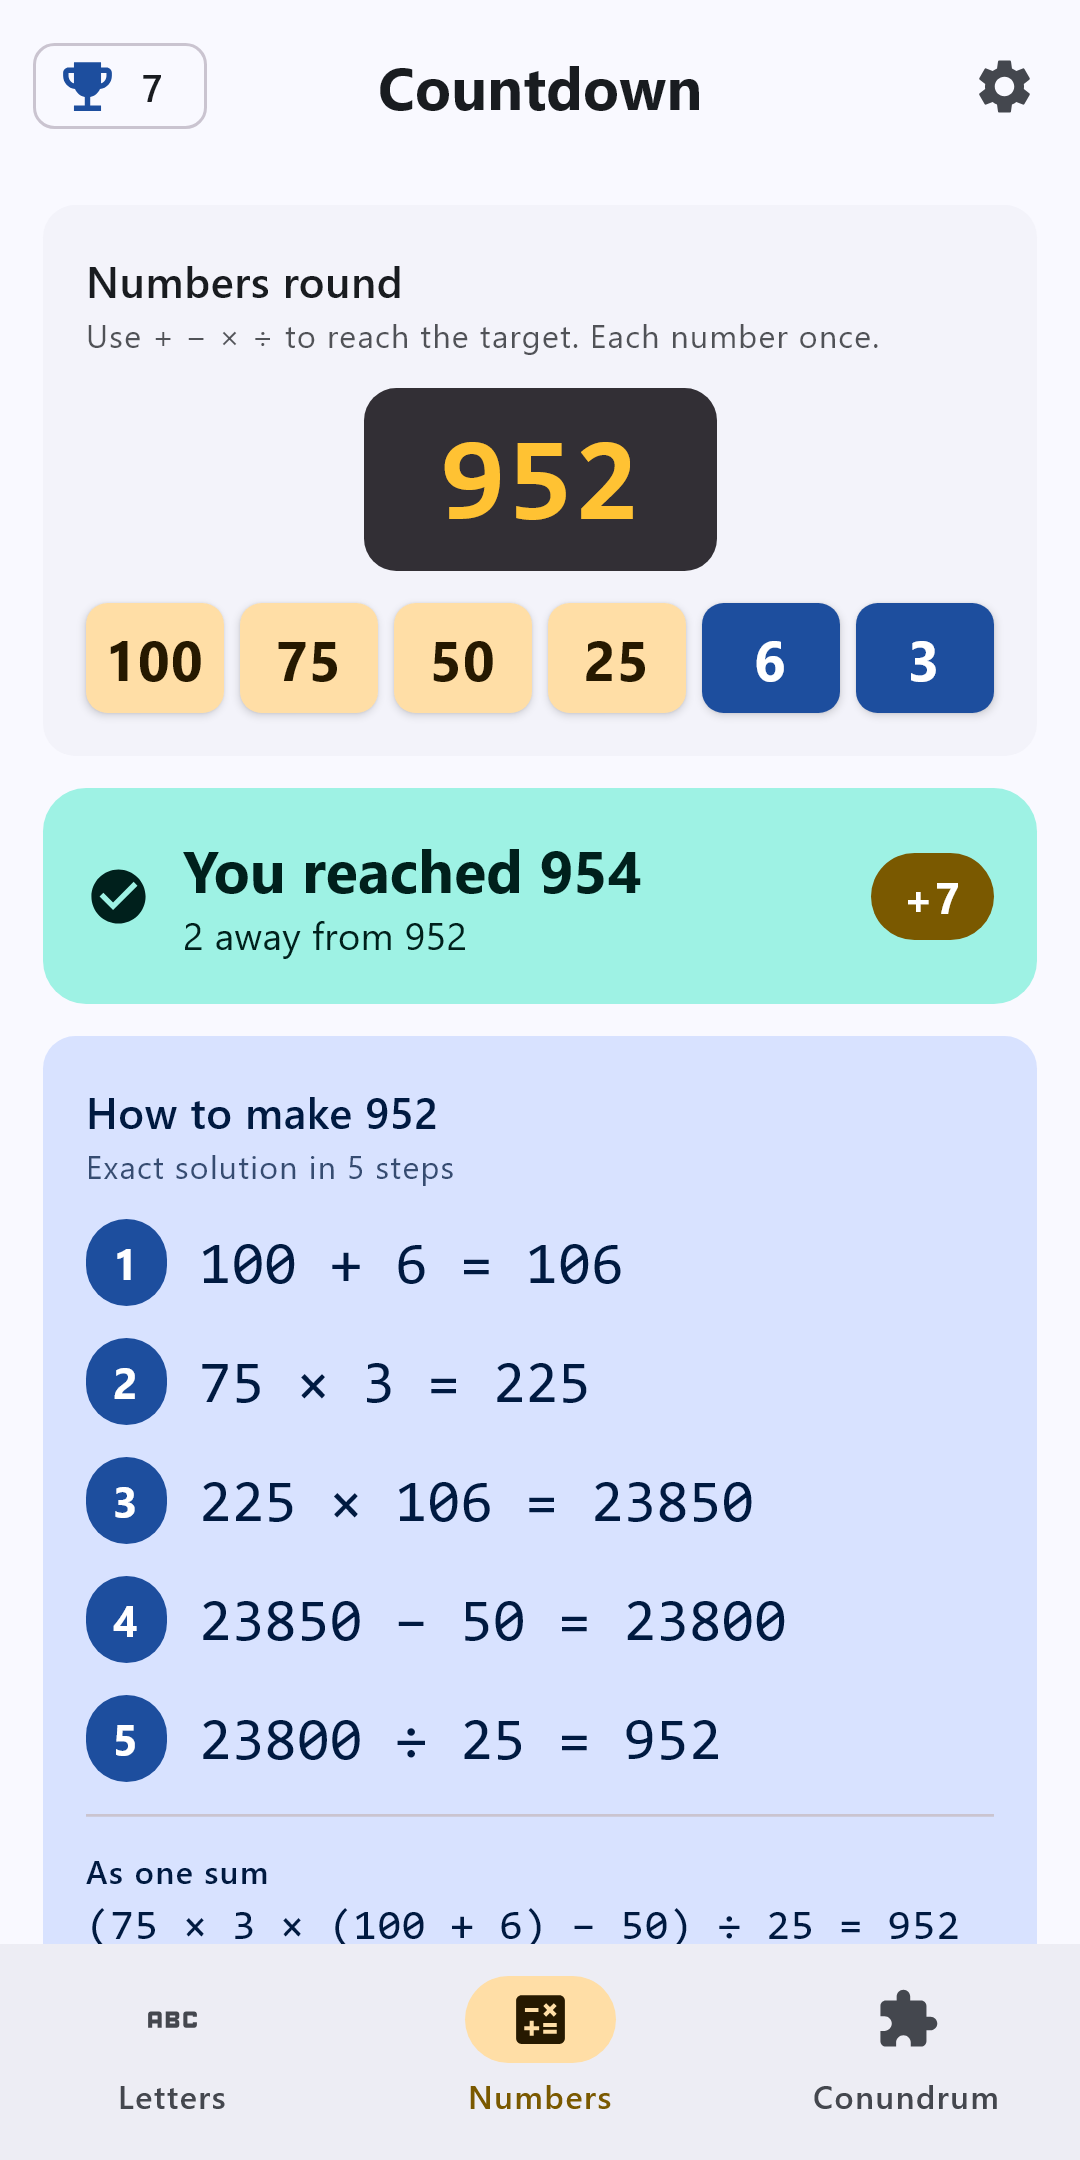 7
Countdown
Numbers round
Use + − × ÷ to reach the target. Each number once.
952
100 75 50 25 6 3
You reached 954
2 away from 952
+7
How to make 952
Exact solution in 5 steps
1 100 + 6 = 106
2 75 × 3 = 225
3 225 × 106 = 23850
4 23850 − 50 = 23800
5 23800 ÷ 25 = 952
As one sum
(75 × 3 × (100 + 6) − 50) ÷ 25 = 952
ABC
Letters Numbers Conundrum